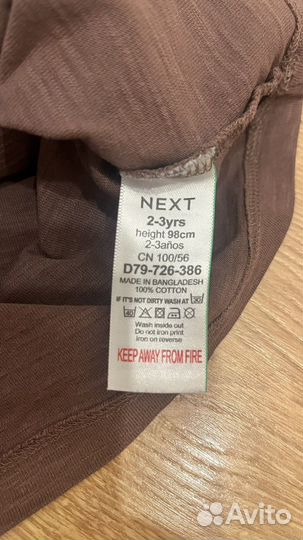 NEXT
2-3yrs
height 98cm
2-3años
CN 100/56
D79-726-386
MADE IN BANGLADESH
100% COTTON
IF IT'S NOT DIRTY WASH AT 30
Wash inside out
Do not iron print
iron on reverse
KEEP AWAY FROM FIRE
Avito